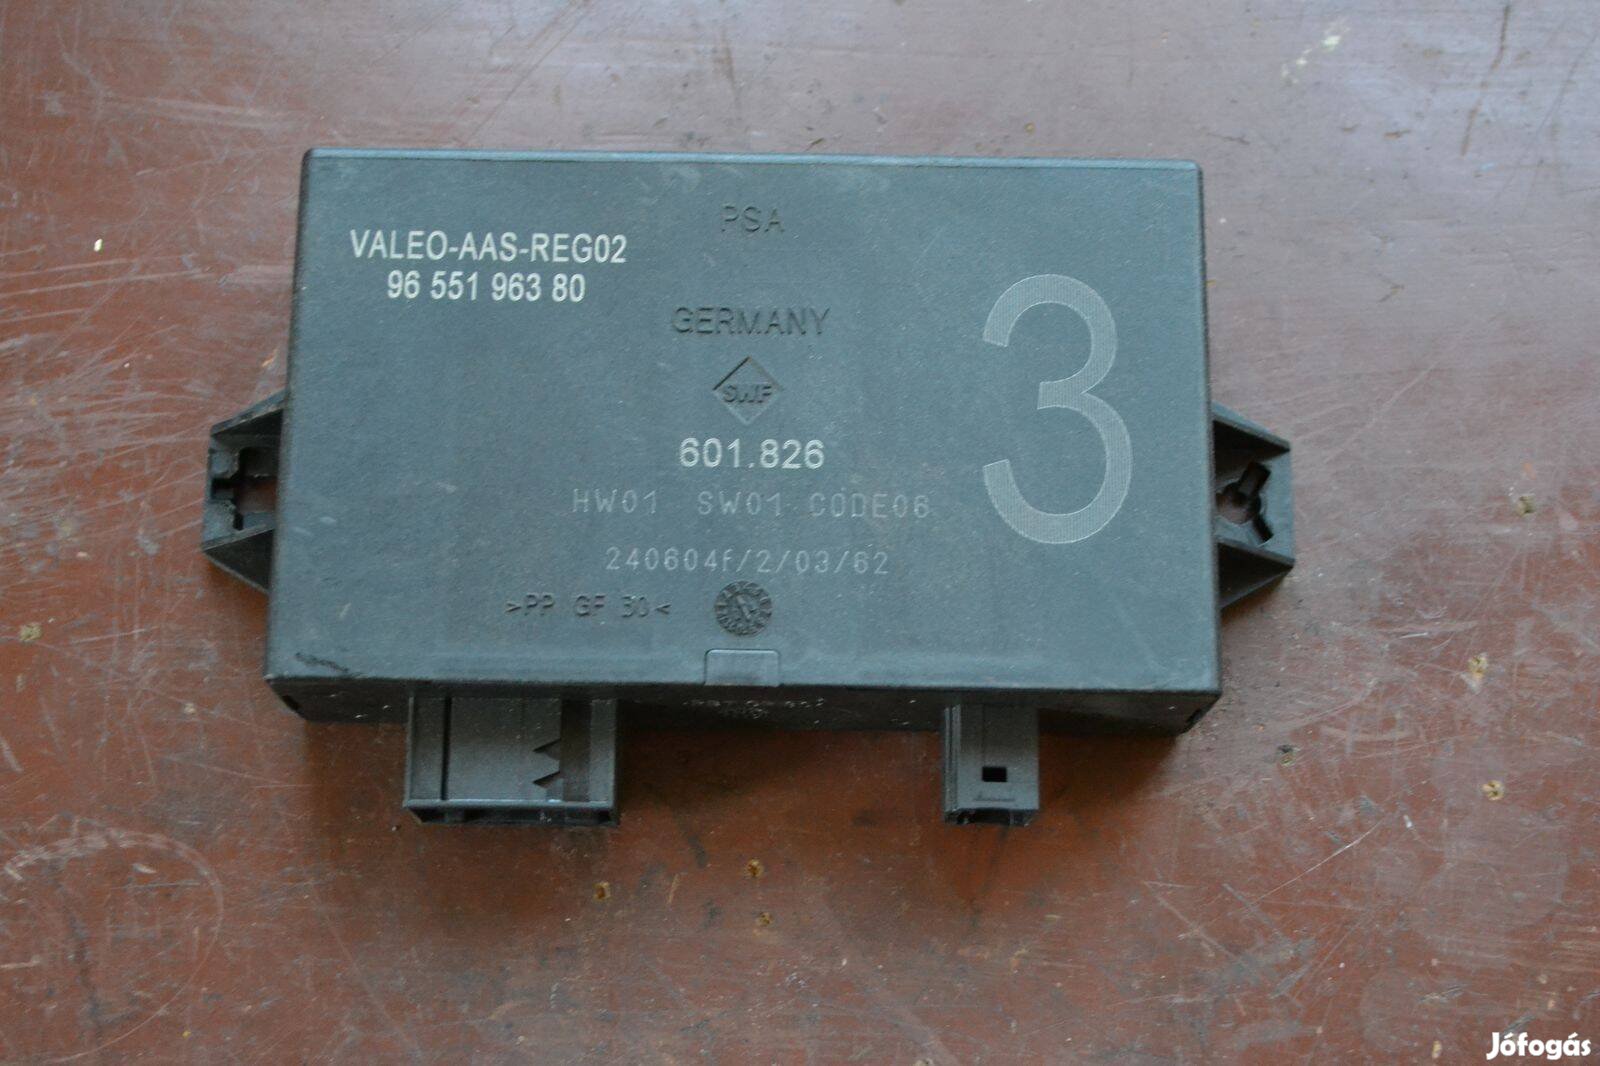 PSA
VALEO-AAS-REG02
96 551 963 80
GERMANY
SWF
3
601.826
HW01 SW01 CODE06
240604f/2/03/62
>PP GF 30<
Jófogás